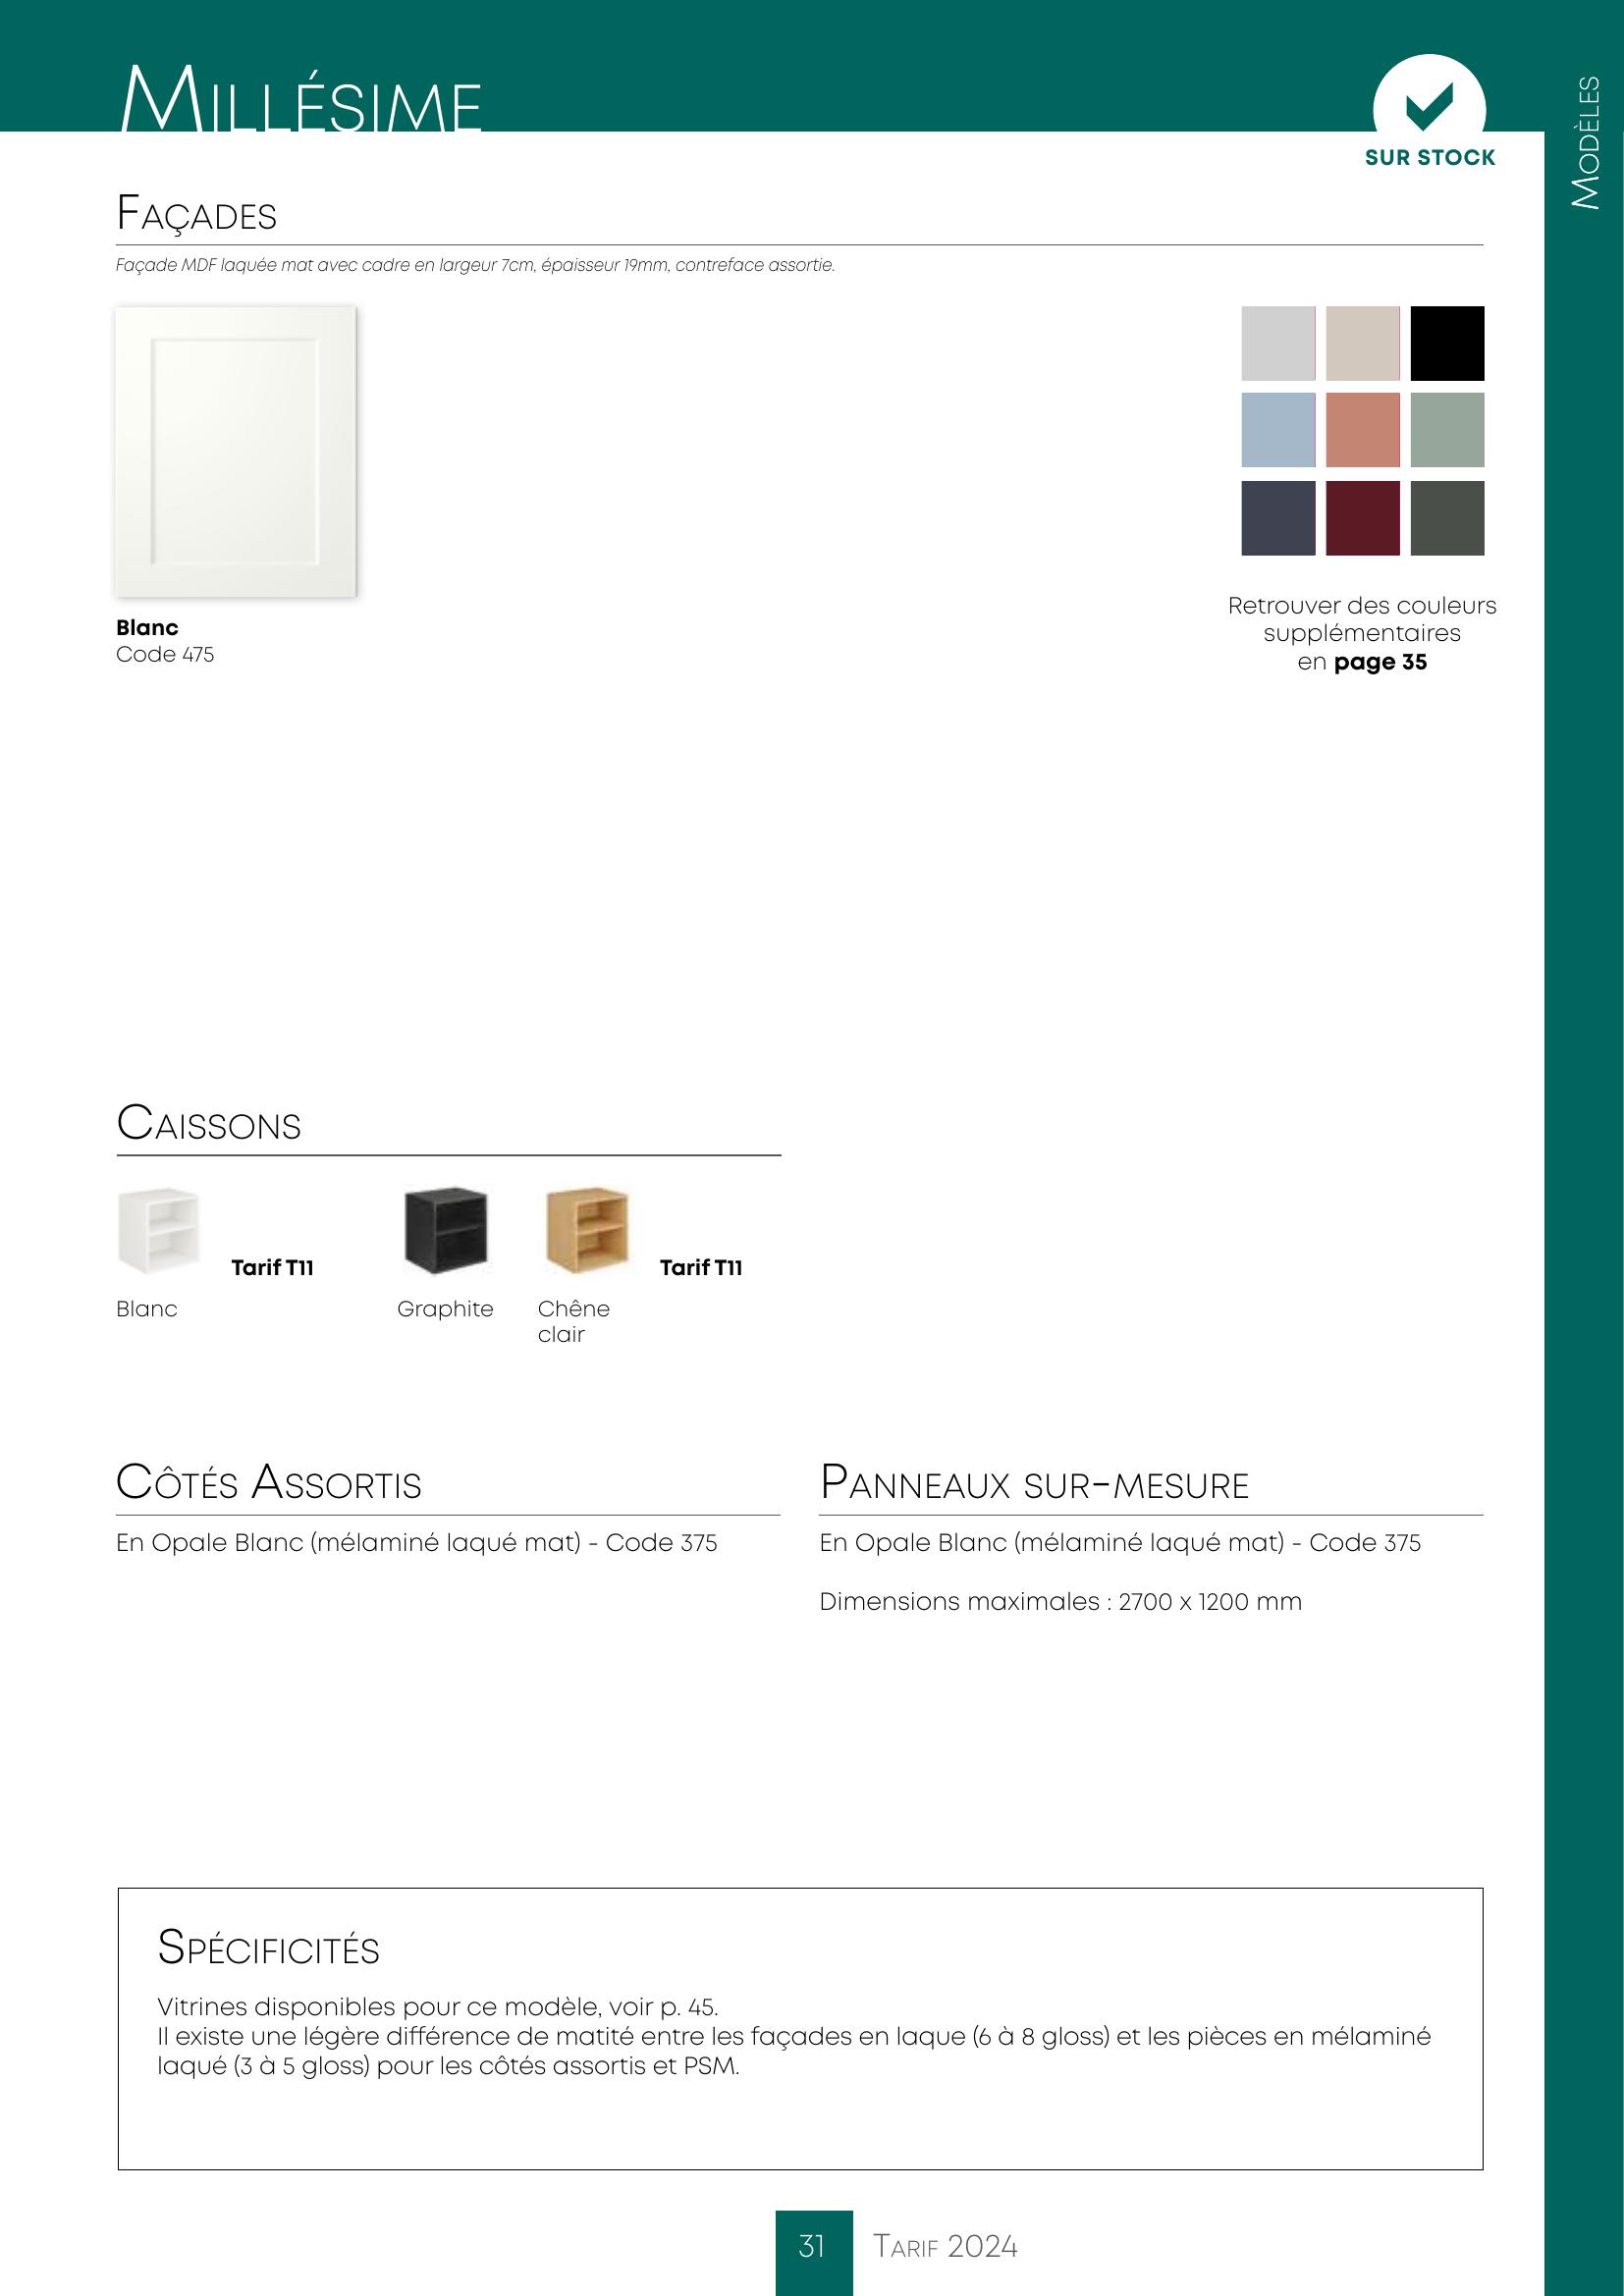 Millésime
Modèles
SUR STOCK
Façades
Façade MDF laquée mat avec cadre en largeur 7cm, épaisseur 19mm, contreface assortie.
Blanc
Code 475
Retrouver des couleurs
supplémentaires
en page 35
Caissons
Tarif T11
Tarif T11
Blanc
Graphite
Chêne
clair
Côtés Assortis
En Opale Blanc (mélaminé laqué mat) - Code 375
Panneaux sur-mesure
En Opale Blanc (mélaminé laqué mat) - Code 375
Dimensions maximales : 2700 x 1200 mm
Spécificités
Vitrines disponibles pour ce modèle, voir p. 45.
Il existe une légère différence de matité entre les façades en laque (6 à 8 gloss) et les pièces en mélaminé
laqué (3 à 5 gloss) pour les côtés assortis et PSM.
31
Tarif 2024